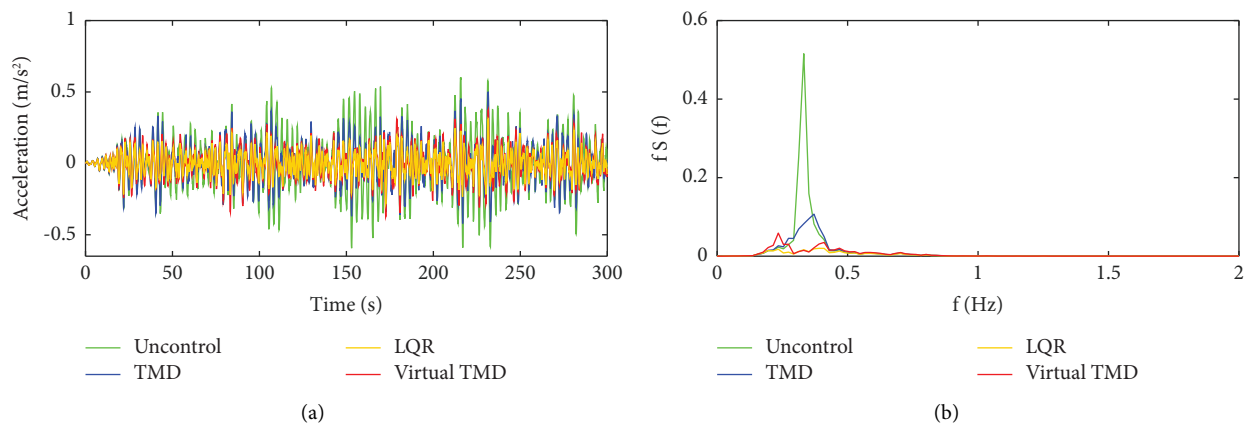 1
0.5
0
-0.5
Acceleration (m/s²)
0 50 100 150 200 250 300
Time (s)
Uncontrol
TMD
LQR
Virtual TMD
(a)
0.6
0.4
0.2
0
f S (f)
0 0.5 1 1.5 2
f (Hz)
Uncontrol
TMD
LQR
Virtual TMD
(b)